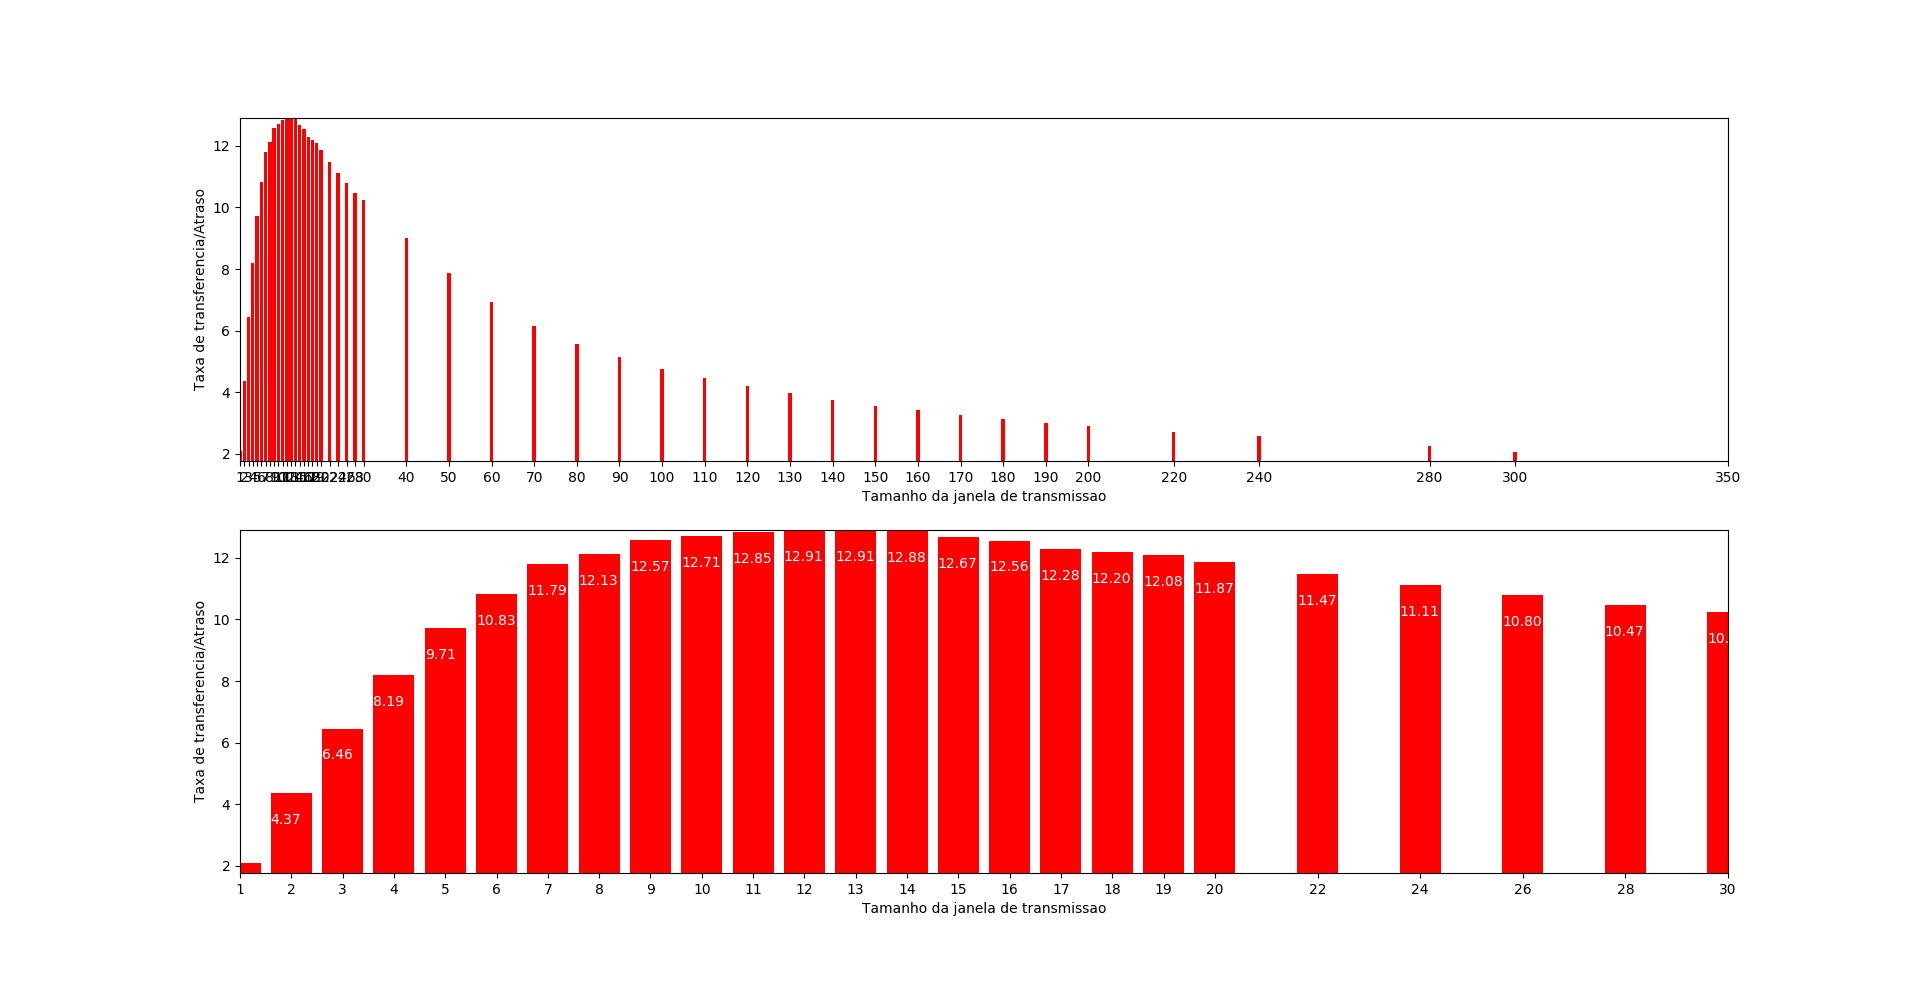 12
10
8
6
4
2
Taxa de transferencia/Atraso
40 50 60 70 80 90 100 110 120 130 140 150 160 170 180 190 200 220 240 280 300 350
Tamanho da janela de transmissao
12
10
8
6
4
2
Taxa de transferencia/Atraso
4.37 6.46 8.19 9.71 10.83 11.79 12.13 12.57 12.71 12.85 12.91 12.91 12.88 12.67 12.56 12.28 12.20 12.08 11.87 11.47 11.11 10.80 10.47 10.
1 2 3 4 5 6 7 8 9 10 11 12 13 14 15 16 17 18 19 20 22 24 26 28 30
Tamanho da janela de transmissao